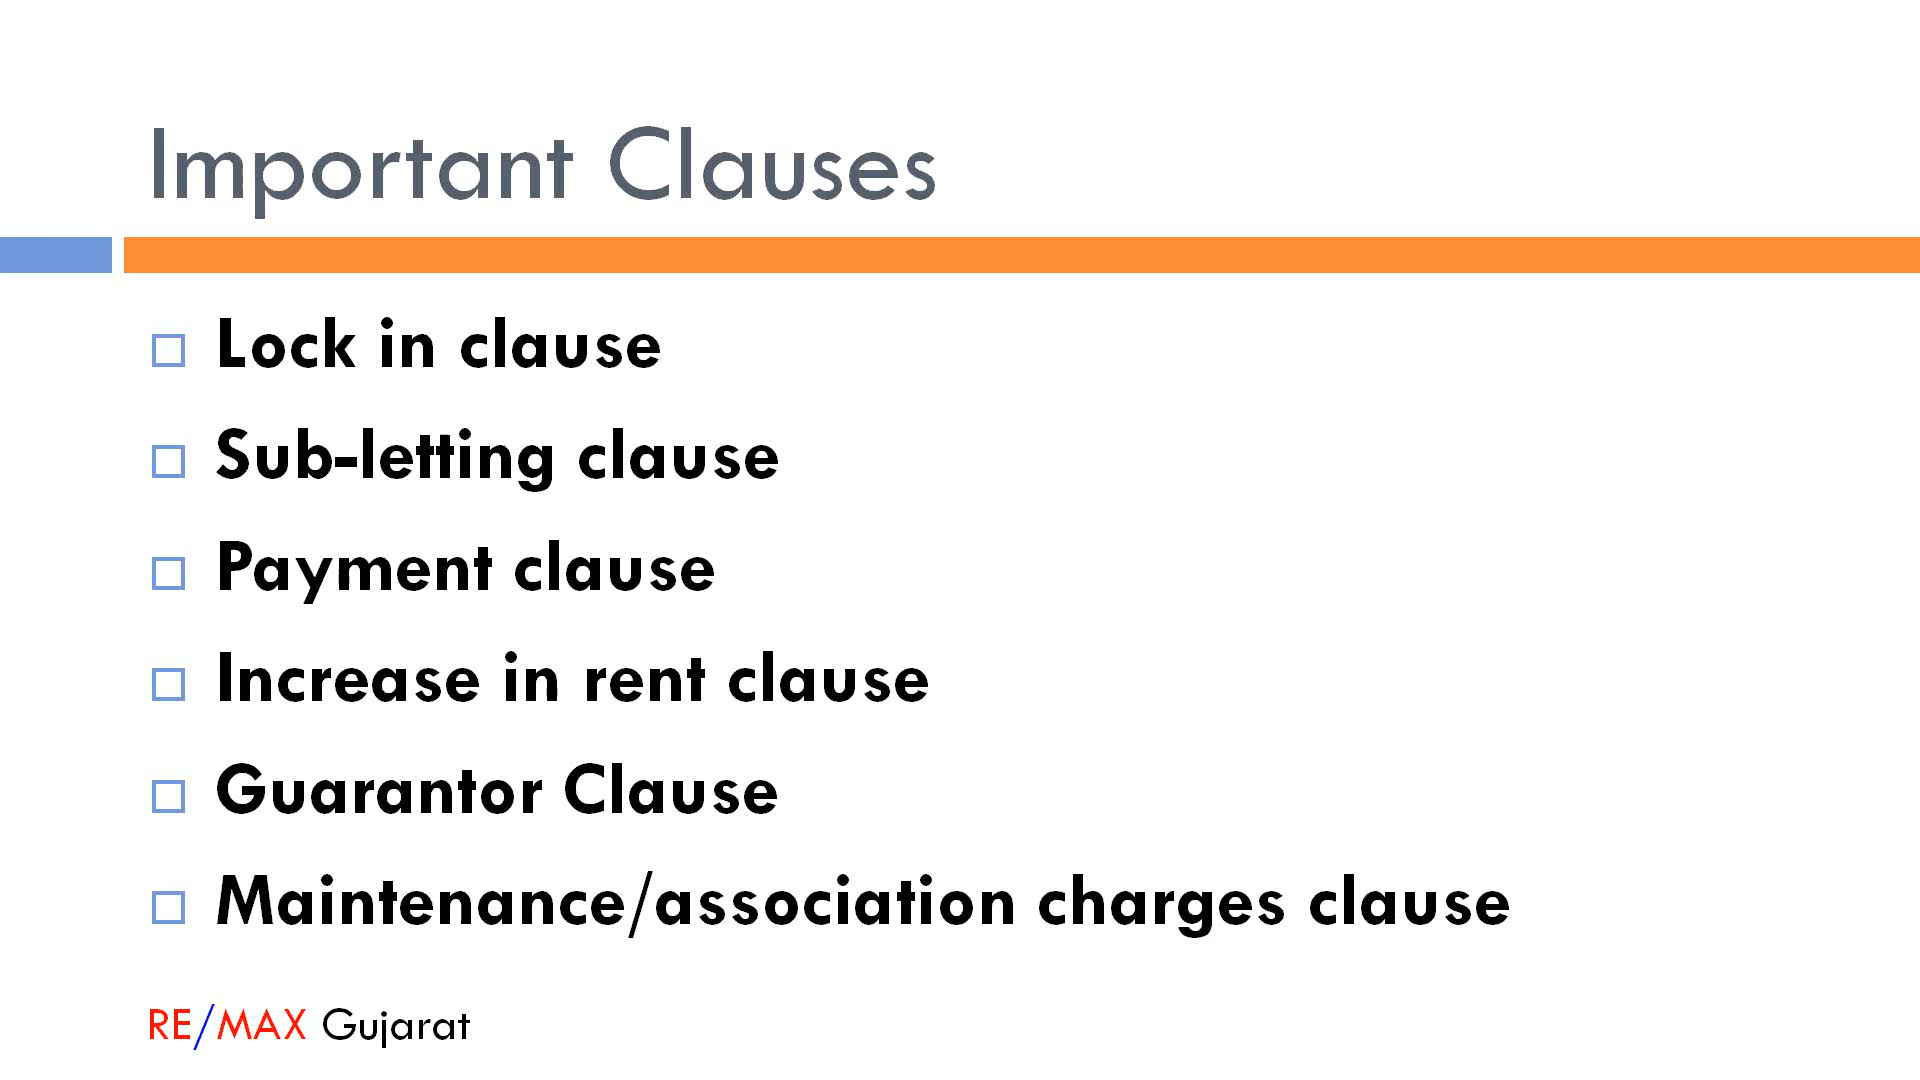 Important Clauses
Lock in clause
Sub-letting clause
Payment clause
Increase in rent clause
Guarantor Clause
Maintenance/association charges clause
RE/MAX Gujarat